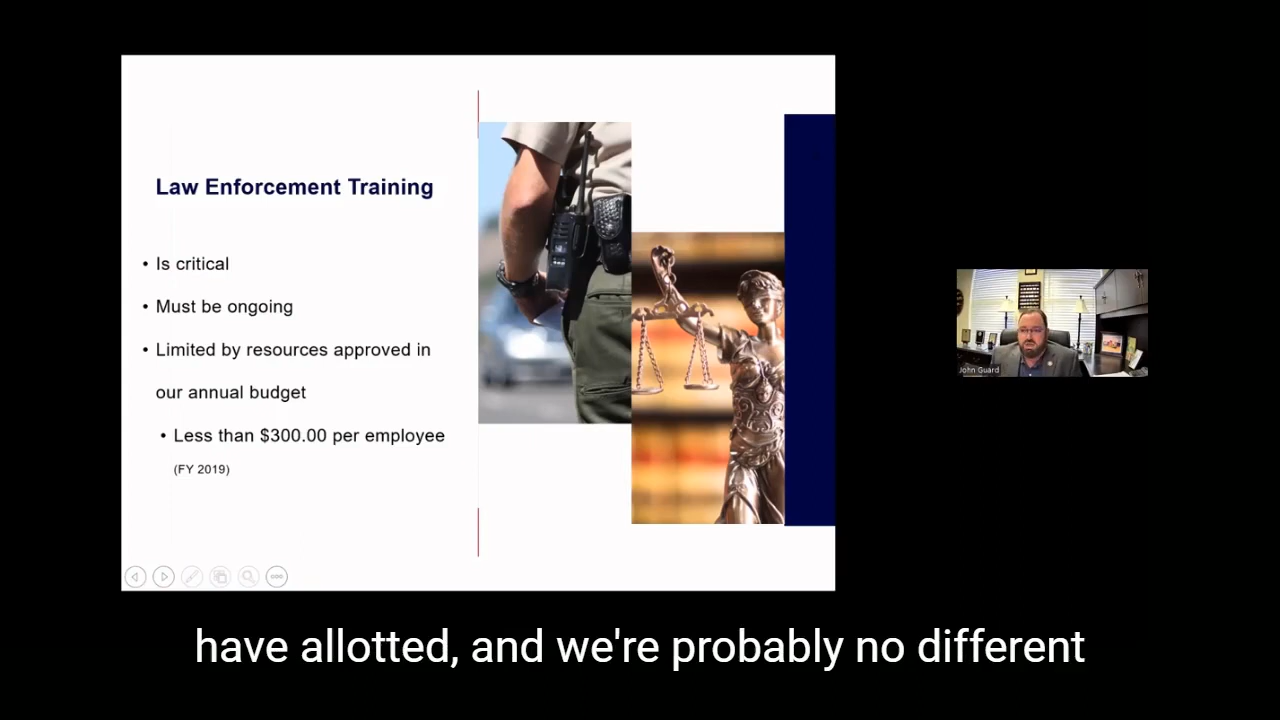 Law Enforcement Training
• Is critical
• Must be ongoing
• Limited by resources approved in
our annual budget
• Less than $300.00 per employee
(FY 2019)
John Guard
have allotted, and we're probably no different